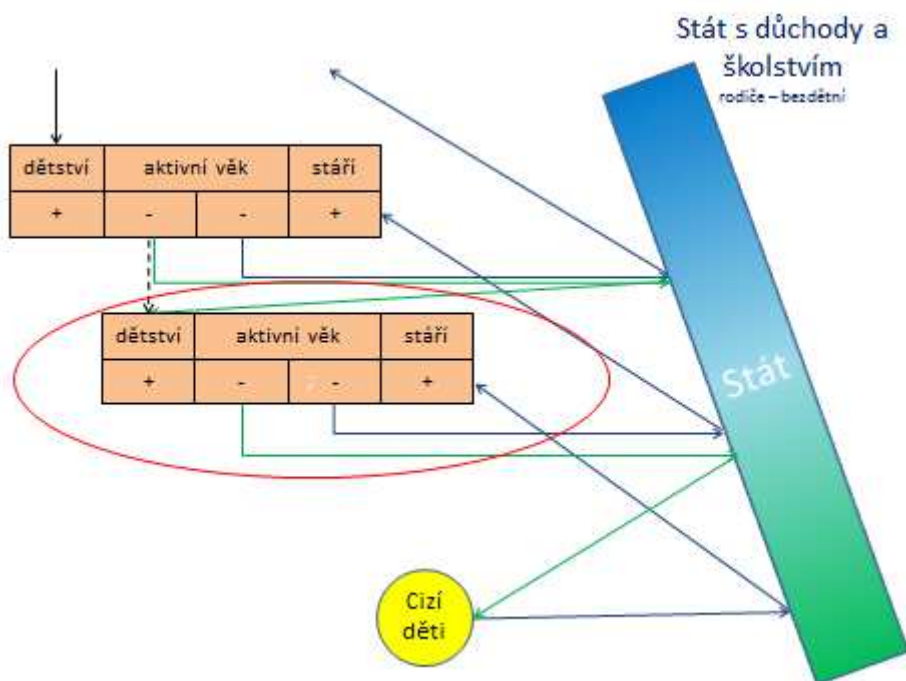 Stát s důchody a
školstvím
rodiče – bezdětní
dětství aktivní věk stáří
+ - - +
dětství aktivní věk stáří
+ - - +
Stát
Cizí
děti